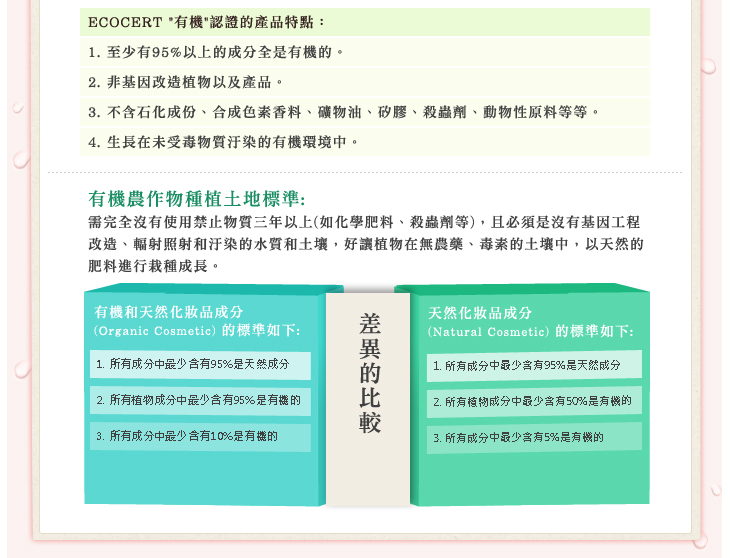 ECOCERT "有機"認證的產品特點：
1. 至少有95%以上的成分全是有機的。
2. 非基因改造植物以及產品。
3. 不含石化成份、合成色素香料、礦物油、矽膠、殺蟲劑、動物性原料等等。
4. 生長在未受毒物質汙染的有機環境中。
有機農作物種植土地標準:
需完全沒有使用禁止物質三年以上(如化學肥料、殺蟲劑等)，且必須是沒有基因工程
改造、輻射照射和汙染的水質和土壤，好讓植物在無農藥、毒素的土壤中，以天然的
肥料進行栽種成長。
有機和天然化妝品成分
(Organic Cosmetic) 的標準如下:
1. 所有成分中最少含有95%是天然成分
2. 所有植物成分中最少含有95%是有機的
3. 所有成分中最少含有10%是有機的
差異的比較
天然化妝品成分
(Natural Cosmetic) 的標準如下:
1. 所有成分中最少含有95%是天然成分
2. 所有植物成分中最少含有50%是有機的
3. 所有成分中最少含有5%是有機的